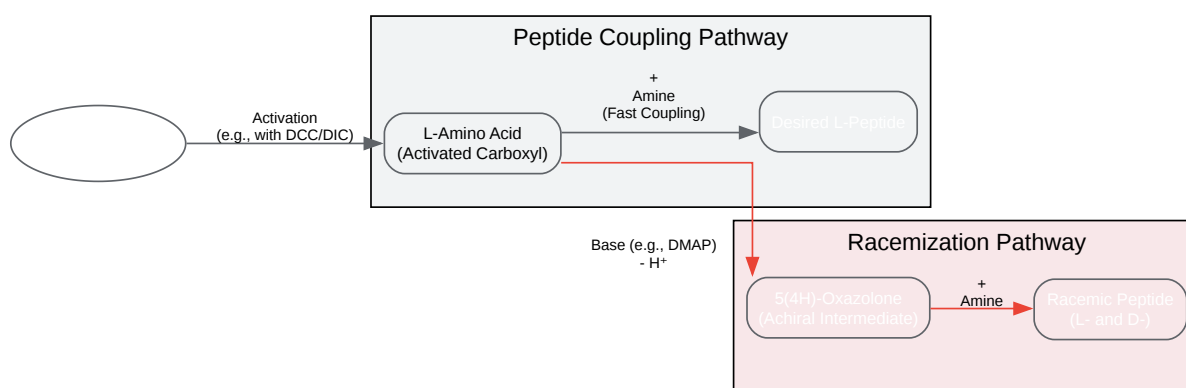 Peptide Coupling Pathway
Activation
(e.g., with DCC/DIC)
L-Amino Acid
(Activated Carboxyl)
+
Amine
(Fast Coupling)
Desired L-Peptide
Base (e.g., DMAP)
- H⁺
Racemization Pathway
5(4H)-Oxazolone
(Achiral Intermediate)
+
Amine
Racemic Peptide
(L- and D-)